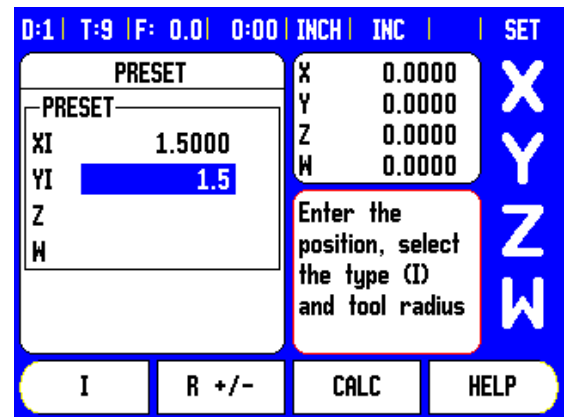 D:1 | T:9 | F: 0.0 | 0:00 | INCH | INC | | SET
PRESET
PRESET
XI 1.5000
YI 1.5
Z
W
X 0.0000
Y 0.0000
Z 0.0000
W 0.0000
Enter the
position, select
the type (I)
and tool radius
X
Y
Z
W
I
R +/-
CALC
HELP